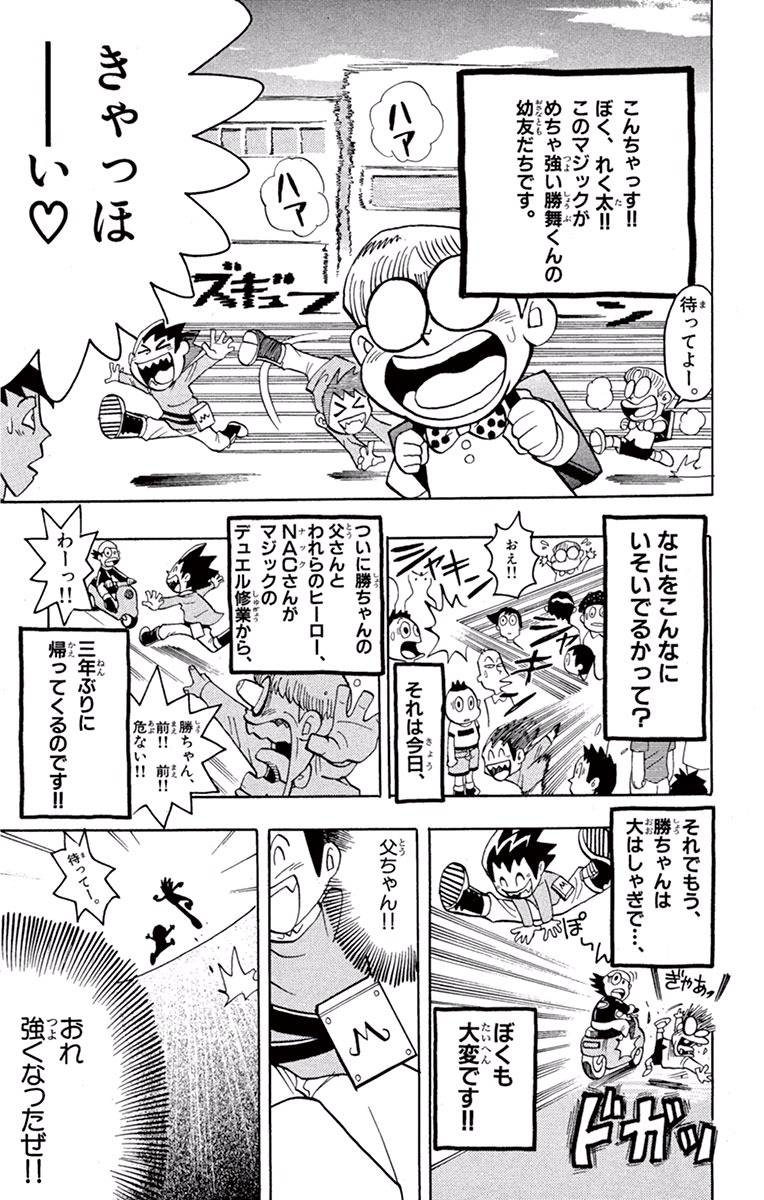 こんちゃっす!!
ぼく、れく太!!
このマジックが
めちゃ強い勝舞くんの
幼友だちです。
待ってよー。
ハァ
ハァ
ズギューン
きゃっほ
ーい♡
なにをこんなに
いそいでるかって?
おぇ!!
それは今日、
ついに勝ちゃんの
父さんと
われらのヒーロー、
NACさんが
マジックの
デュエル修業から、
わーっ!!
勝ちゃん、
前!! 前!!
危ない!!
三年ぶりに
帰ってくるのです!!
それでもう、
勝ちゃんは
大はしゃぎで…、
ぽ〜ん
ぎゃあっ
ぼくも
大変です!!
ドガッ
父ちゃん!!
M
待ってー。
おれ
強くなったぜ!!